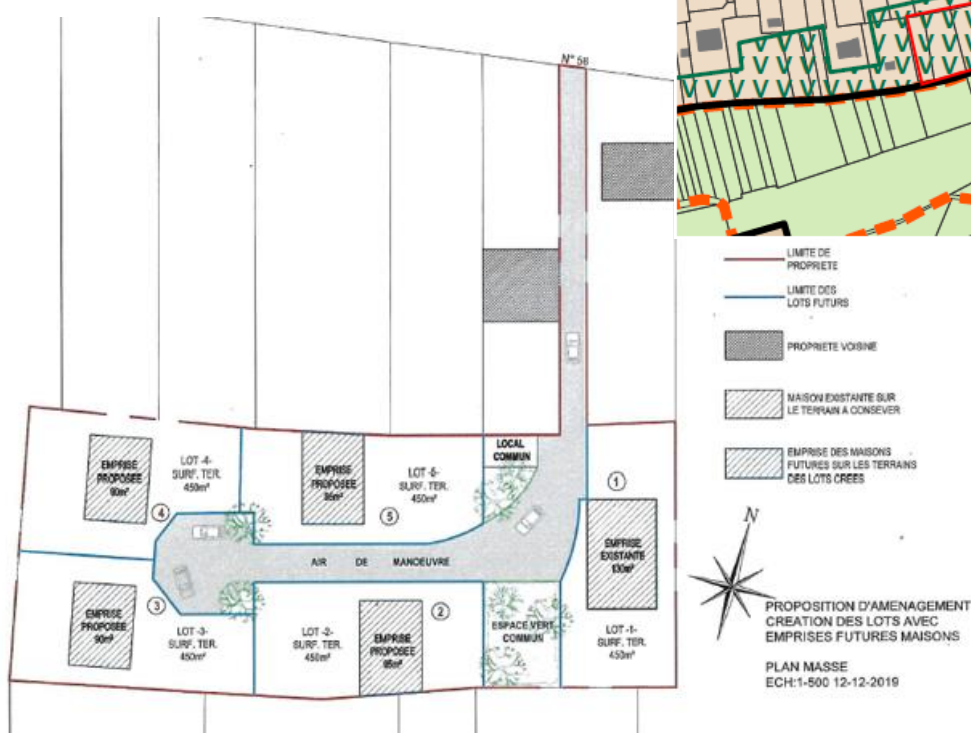 N° 56
LIMITE DE
PROPRIETE
LIMITE DES
LOTS FUTURS
PROPRIETE VOISINE
MAISON EXISTANTE SUR
LE TERRAIN A CONSEVER
EMPRISE DES MAISONS
FUTURES SUR LES TERRAINS
DES LOTS CREES
LOCAL
COMMUN
EMPRISE
PROPOSEE
90m²
LOT -4-
SURF. TER.
450m²
4
EMPRISE
PROPOSEE
95m²
LOT -5-
SURF. TER.
450m²
5
1
EMPRISE
EXISTANTE
130m²
AIR DE MANOEUVRE
EMPRISE
PROPOSEE
90m²
3
LOT -3-
SURF. TER.
450m²
LOT -2-
SURF. TER.
450m²
EMPRISE
PROPOSEE
95m²
2
ESPACE VERT
COMMUN
LOT -1-
SURF. TER.
450m²
N
PROPOSITION D'AMENAGEMENT
CREATION DES LOTS AVEC
EMPRISES FUTURES MAISONS
PLAN MASSE
ECH:1-500 12-12-2019